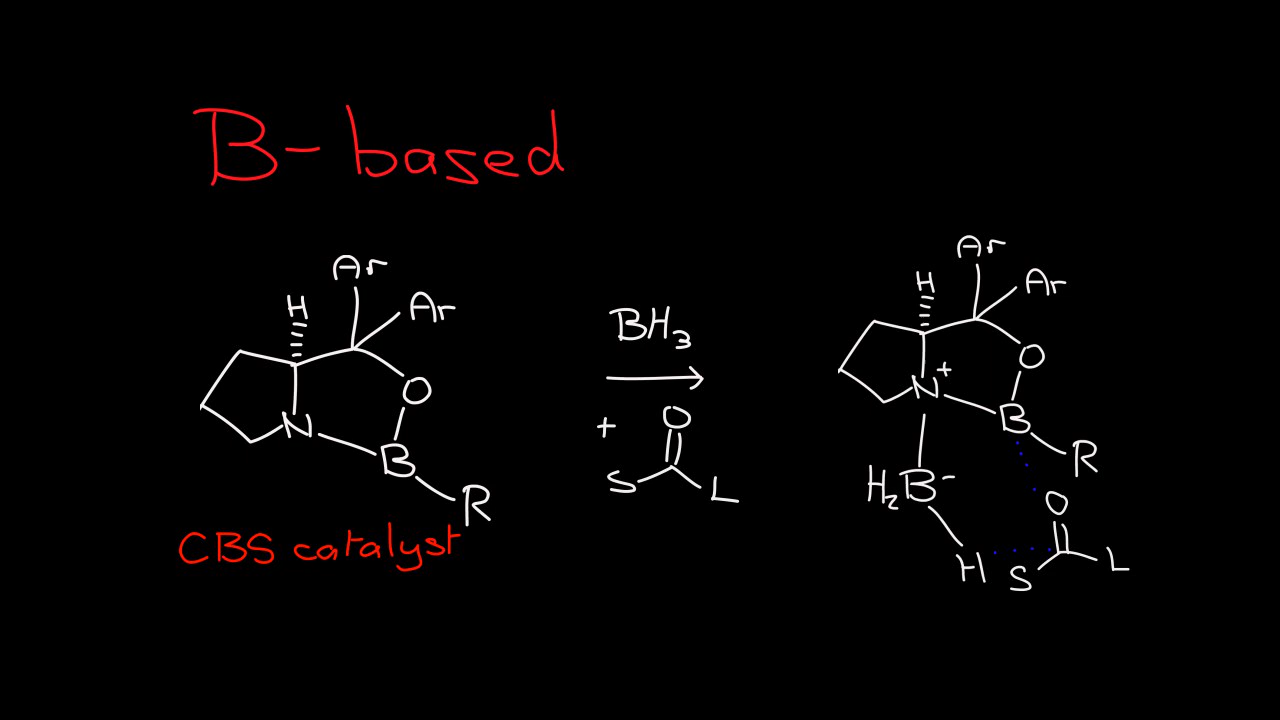 B-based
Ar
H
Ar
O
N
B
R
CBS catalyst
BH3
+
O
S
L
Ar
H
Ar
O
N+
B
R
H2B-
O
H
S
L